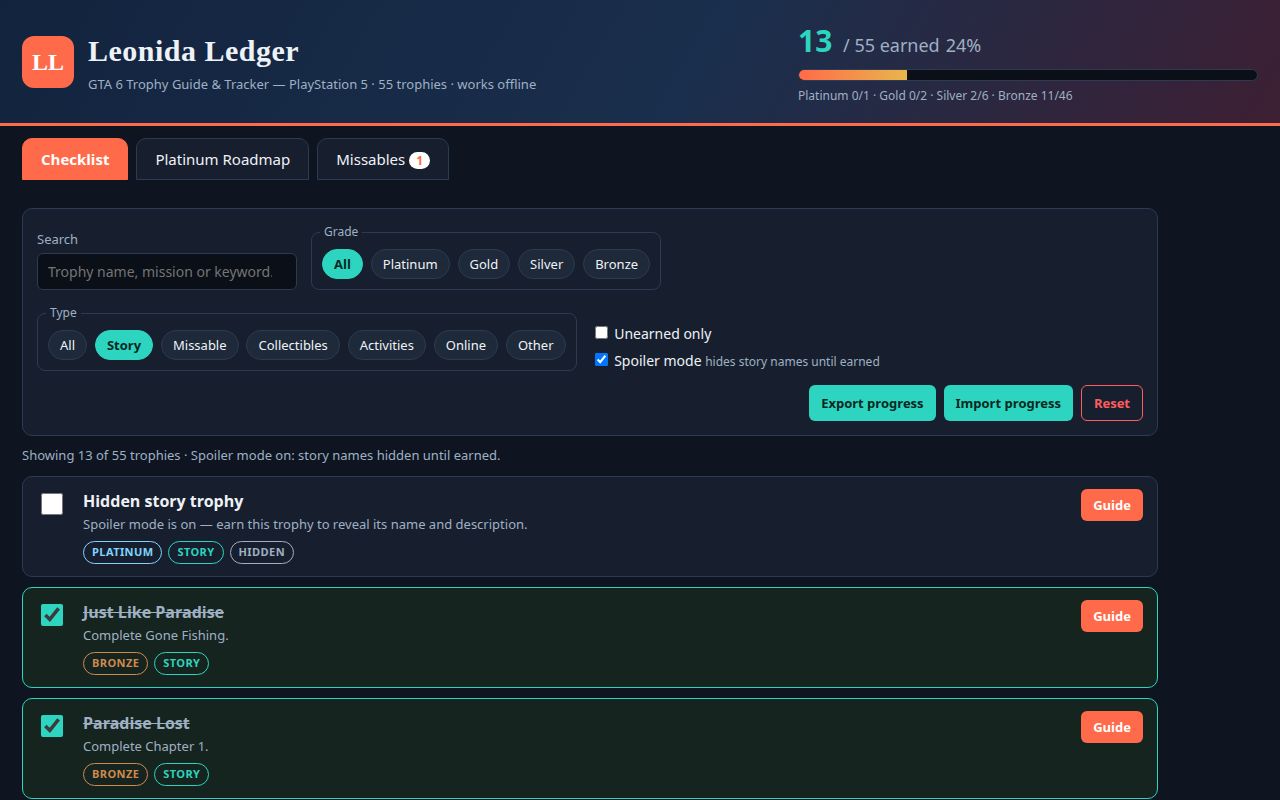 LL
Leonida Ledger
GTA 6 Trophy Guide & Tracker — PlayStation 5 · 55 trophies · works offline
13 / 55 earned 24%
Platinum 0/1 · Gold 0/2 · Silver 2/6 · Bronze 11/46
Checklist
Platinum Roadmap
Missables 1
Search
Trophy name, mission or keyword.
Grade
All
Platinum
Gold
Silver
Bronze
Type
All
Story
Missable
Collectibles
Activities
Online
Other
Unearned only
Spoiler mode hides story names until earned
Export progress
Import progress
Reset
Showing 13 of 55 trophies · Spoiler mode on: story names hidden until earned.
Hidden story trophy
Spoiler mode is on — earn this trophy to reveal its name and description.
PLATINUM
STORY
HIDDEN
Guide
Just Like Paradise
Complete Gone Fishing.
BRONZE
STORY
Guide
Paradise Lost
Complete Chapter 1.
BRONZE
STORY
Guide